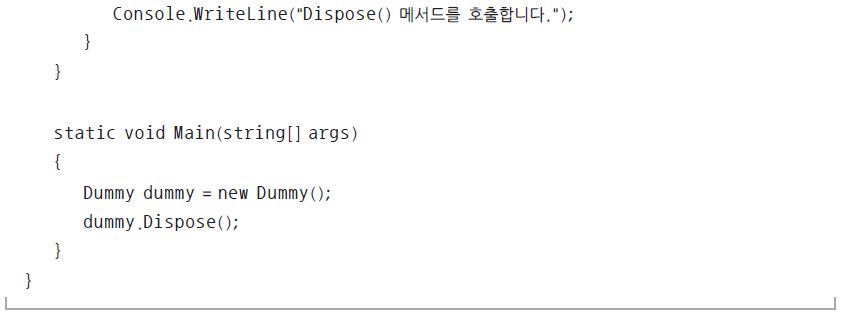 Console.WriteLine("Dispose() 메서드를 호출합니다.");
}
}
static void Main(string[] args)
{
Dummy dummy = new Dummy();
dummy.Dispose();
}
}